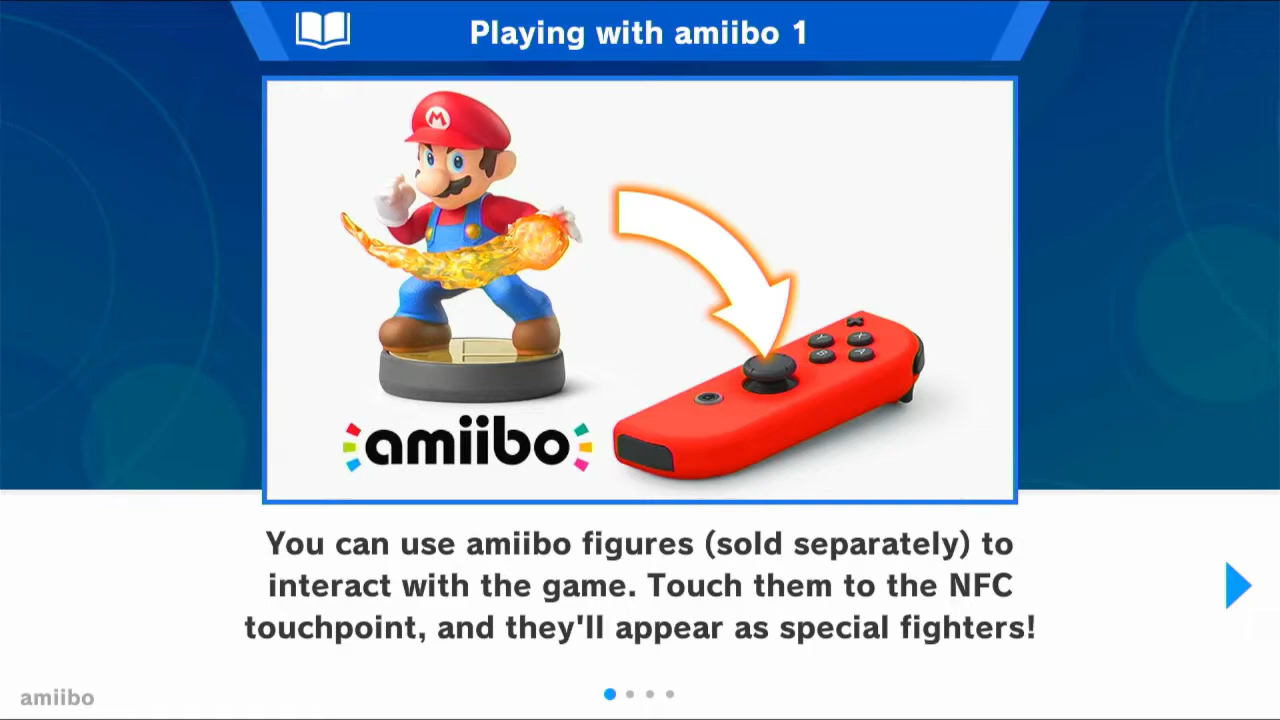 Playing with amiibo 1
M
amiibo
You can use amiibo figures (sold separately) to
interact with the game. Touch them to the NFC
touchpoint, and they'll appear as special fighters!
amiibo